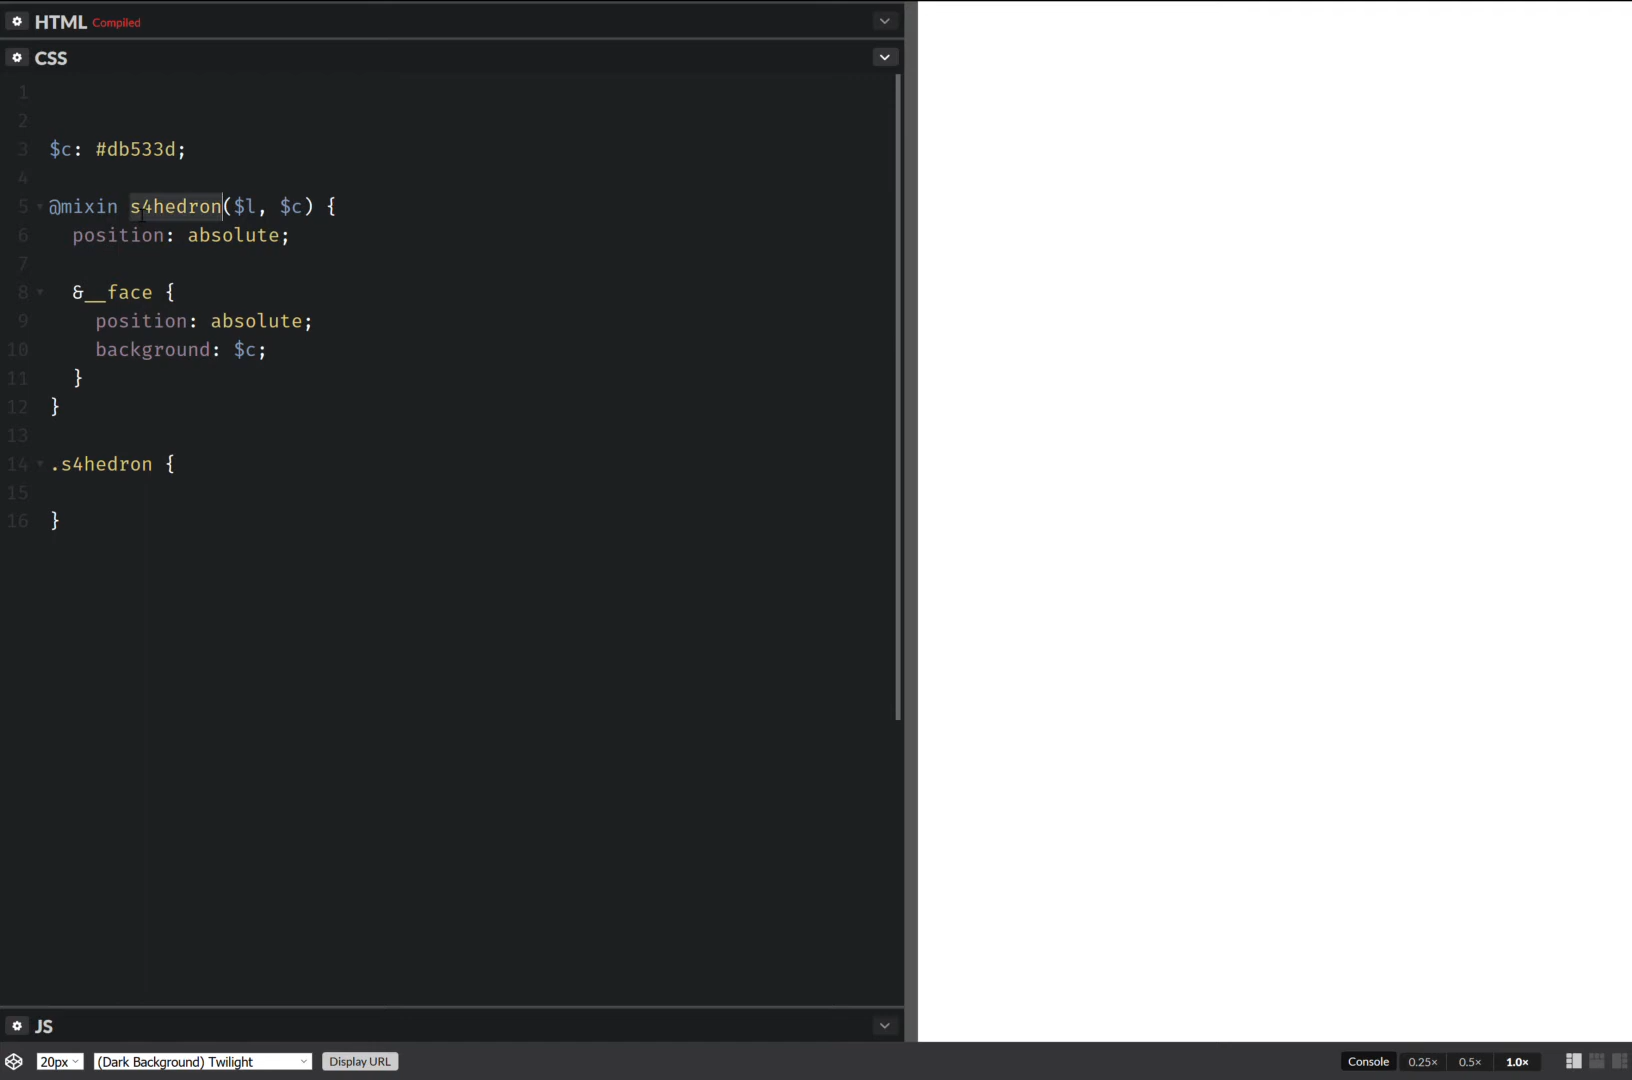 HTML Compiled
CSS
1
2
3 $c: #db533d;
4
5 @mixin s4hedron($l, $c) {
6 position: absolute;
7
8 &__face {
9 position: absolute;
10 background: $c;
11 }
12 }
13
14 .s4hedron {
15
16 }
JS
20px (Dark Background) Twilight Display URL Console 0.25× 0.5× 1.0×